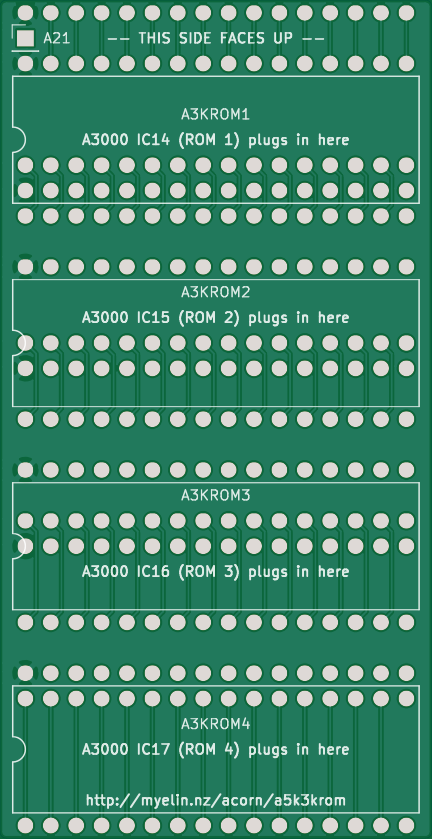 A21
-- THIS SIDE FACES UP --
A3KROM1
A3000 IC14 (ROM 1) plugs in here
A3KROM2
A3000 IC15 (ROM 2) plugs in here
A3KROM3
A3000 IC16 (ROM 3) plugs in here
A3KROM4
A3000 IC17 (ROM 4) plugs in here
http://myelin.nz/acorn/a5k3krom